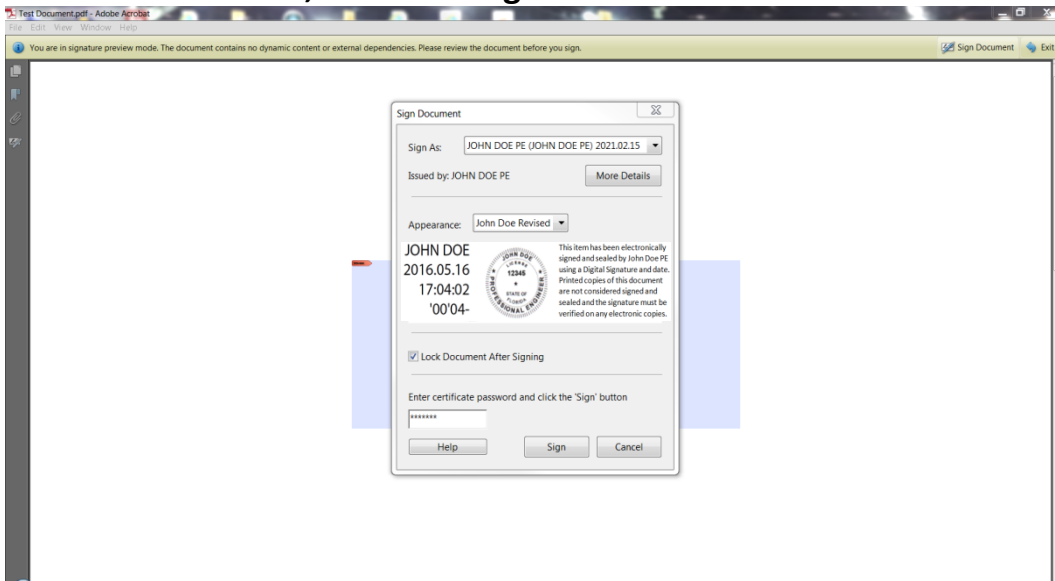 Test Document.pdf - Adobe Acrobat
File Edit View Window Help
You are in signature preview mode. The document contains no dynamic content or external dependencies. Please review the document before you sign.
Sign Document
Exit
Sign Document
Sign As:
JOHN DOE PE (JOHN DOE PE) 2021.02.15
Issued by: JOHN DOE PE
More Details
Appearance:
John Doe Revised
JOHN DOE
2016.05.16
17:04:02
'00'04-
JOHN DOE
LICENSE
12345
STATE OF
FLORIDA
PROFESSIONAL ENGINEER
This item has been electronically
signed and sealed by John Doe PE
using a Digital Signature and date.
Printed copies of this document
are not considered signed and
sealed and the signature must be
verified on any electronic copies.
Lock Document After Signing
Enter certificate password and click the 'Sign' button
*******
Help
Sign
Cancel